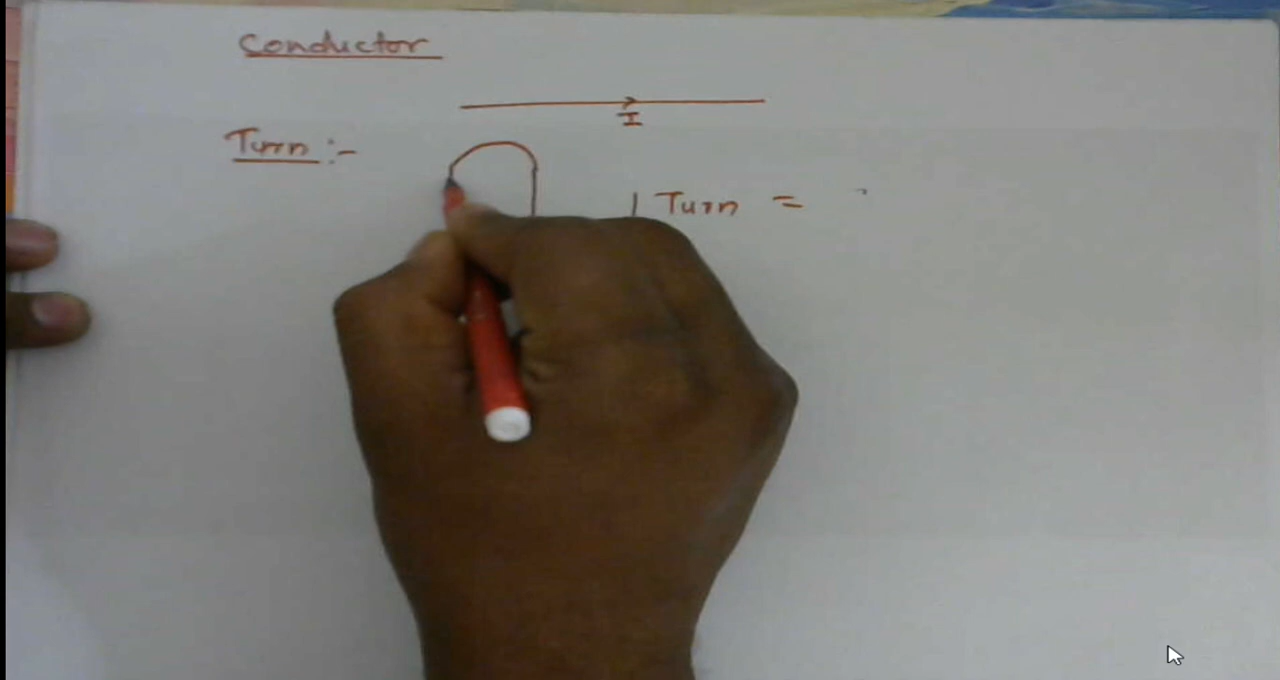 Conductor
I
Turn :-
1 Turn =